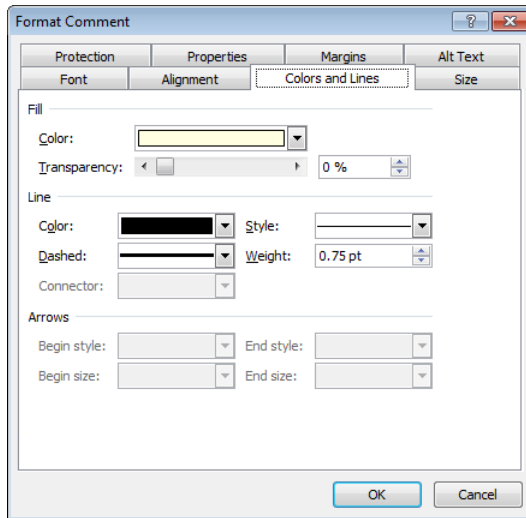 Format Comment
Protection Properties Margins Alt Text
Font Alignment Colors and Lines Size
Fill
Color:
Transparency: 0 %
Line
Color: Style:
Dashed: Weight: 0.75 pt
Connector:
Arrows
Begin style: End style:
Begin size: End size:
OK Cancel